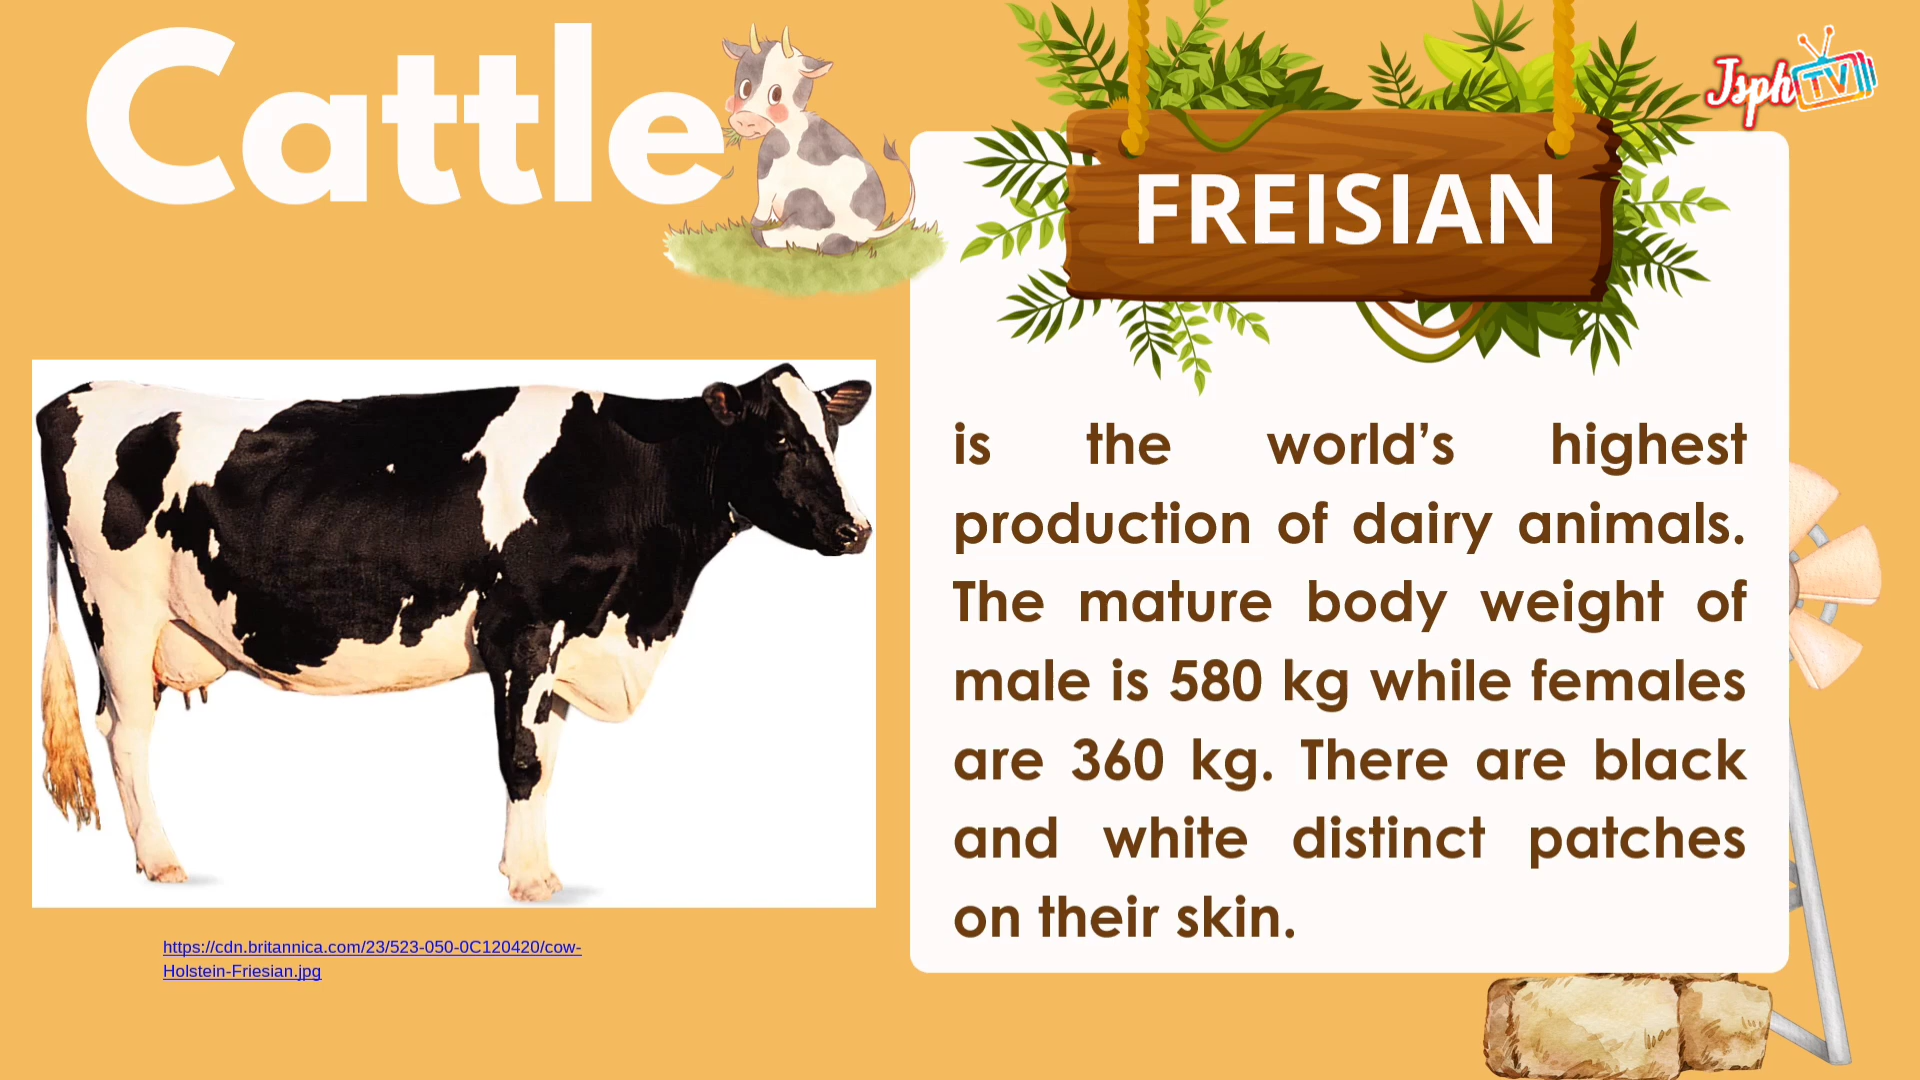 Cattle
Jsph TV
FREISIAN
is the world’s highest
production of dairy animals.
The mature body weight of
male is 580 kg while females
are 360 kg. There are black
and white distinct patches
on their skin.
https://cdn.britannica.com/23/523-050-0C120420/cow-
Holstein-Friesian.jpg